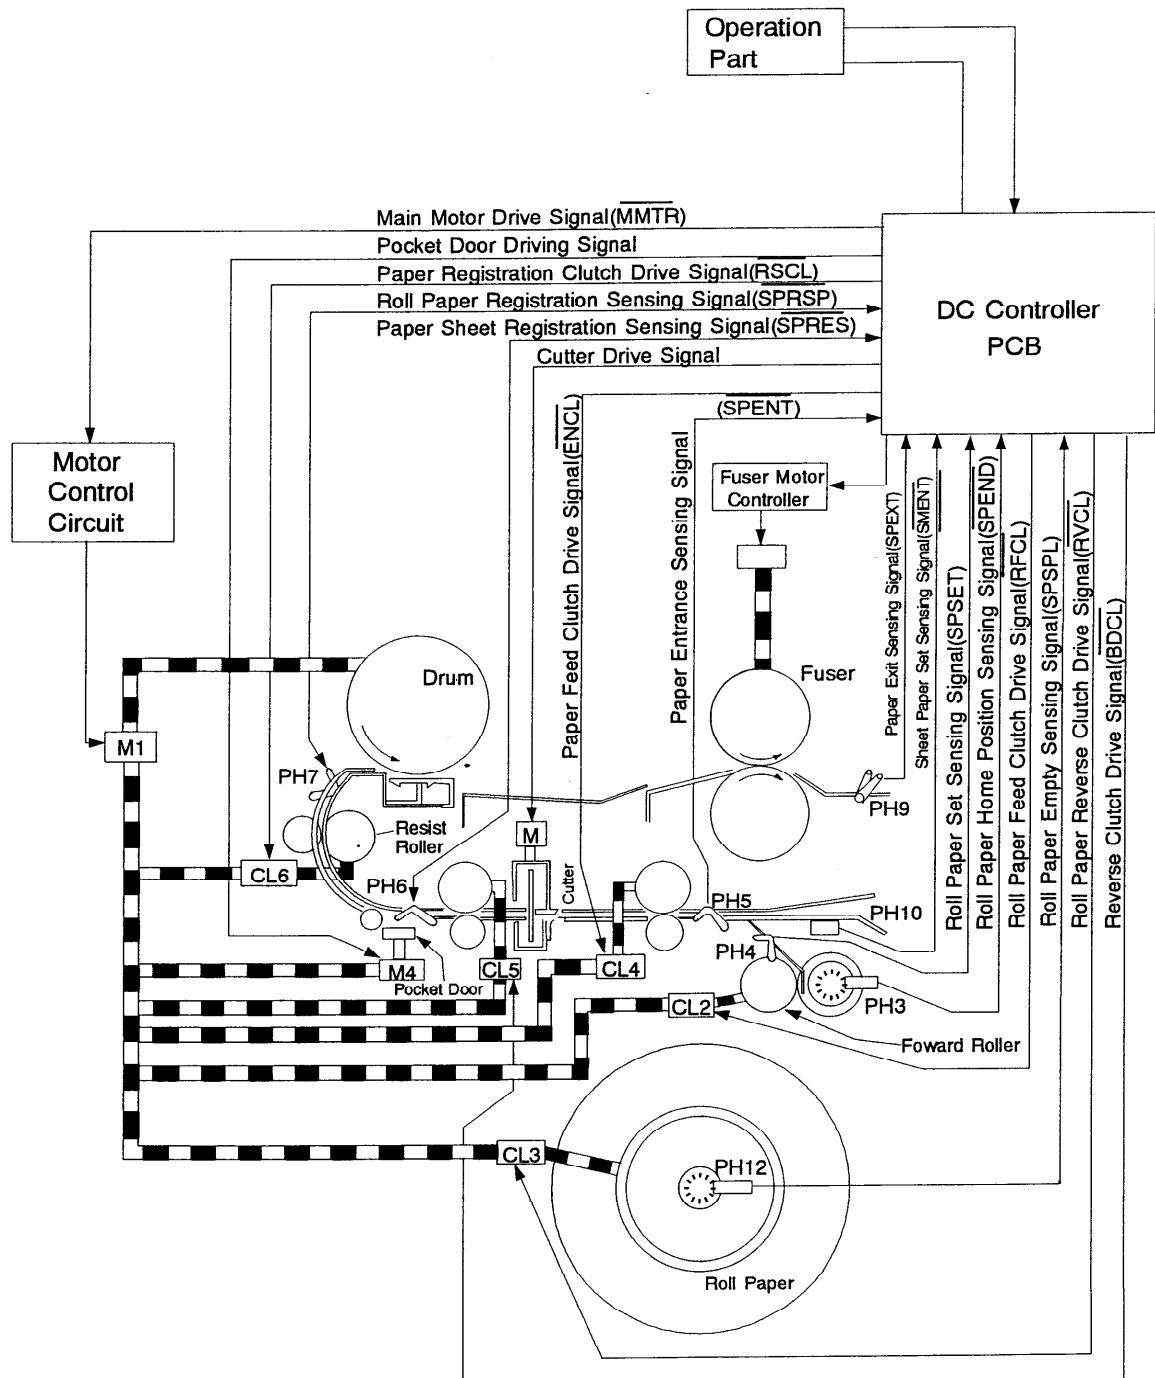 Operation
Part
Main Motor Drive Signal(MMTR)
Pocket Door Driving Signal
Paper Registration Clutch Drive Signal(RSCL)
Roll Paper Registration Sensing Signal(SPRSP)
Paper Sheet Registration Sensing Signal(SPRES)
Cutter Drive Signal
DC Controller
PCB
(SPENT)
Paper Entrance Sensing Signal
Paper Feed Clutch Drive Signal(ENCL)
Motor
Control
Circuit
Fuser Motor
Controller
Paper Exit Sensing Signal(SPEXT)
Sheet Paper Set Sensing Signal(SMENT)
Roll Paper Set Sensing Signal(SPSET)
Roll Paper Home Position Sensing Signal(SPEND)
Roll Paper Feed Clutch Drive Signal(RFCL)
Roll Paper Empty Sensing Signal(SPSPL)
Roll Paper Reverse Clutch Drive Signal(RVCL)
Reverse Clutch Drive Signal(BDCL)
Drum
Fuser
M1
PH7
PH9
Resist
Roller
M
Cutter
CL6
PH6
PH5
PH10
PH4
M4
Pocket Door
CL5
CL4
CL2
PH3
Foward Roller
CL3
PH12
Roll Paper